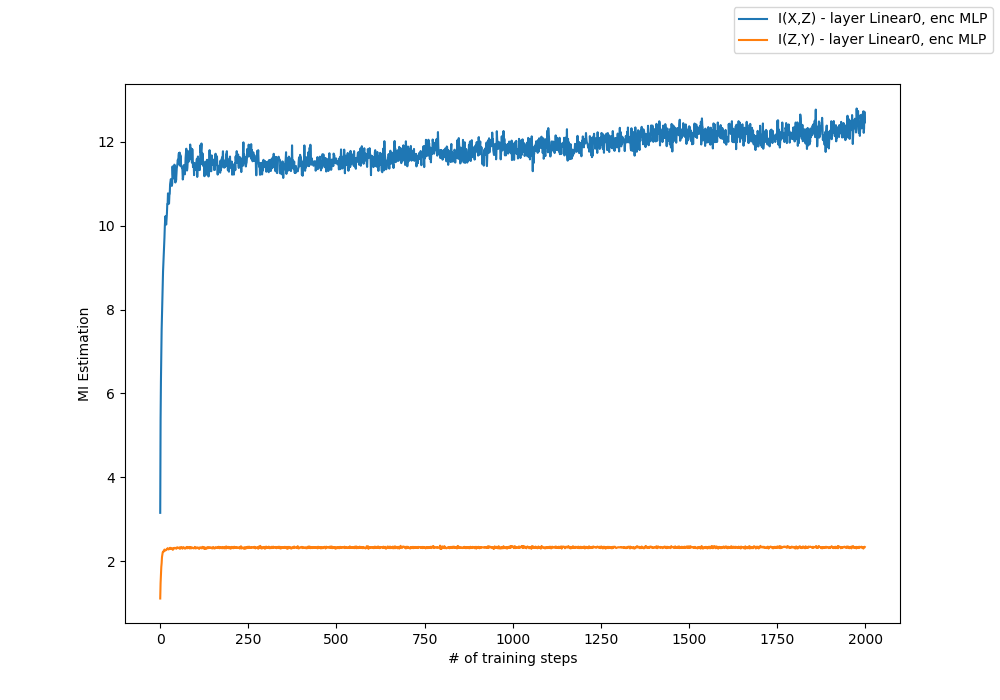 I(X,Z) - layer Linear0, enc MLP
I(Z,Y) - layer Linear0, enc MLP
12
10
8
6
4
2
MI Estimation
0 250 500 750 1000 1250 1500 1750 2000
# of training steps